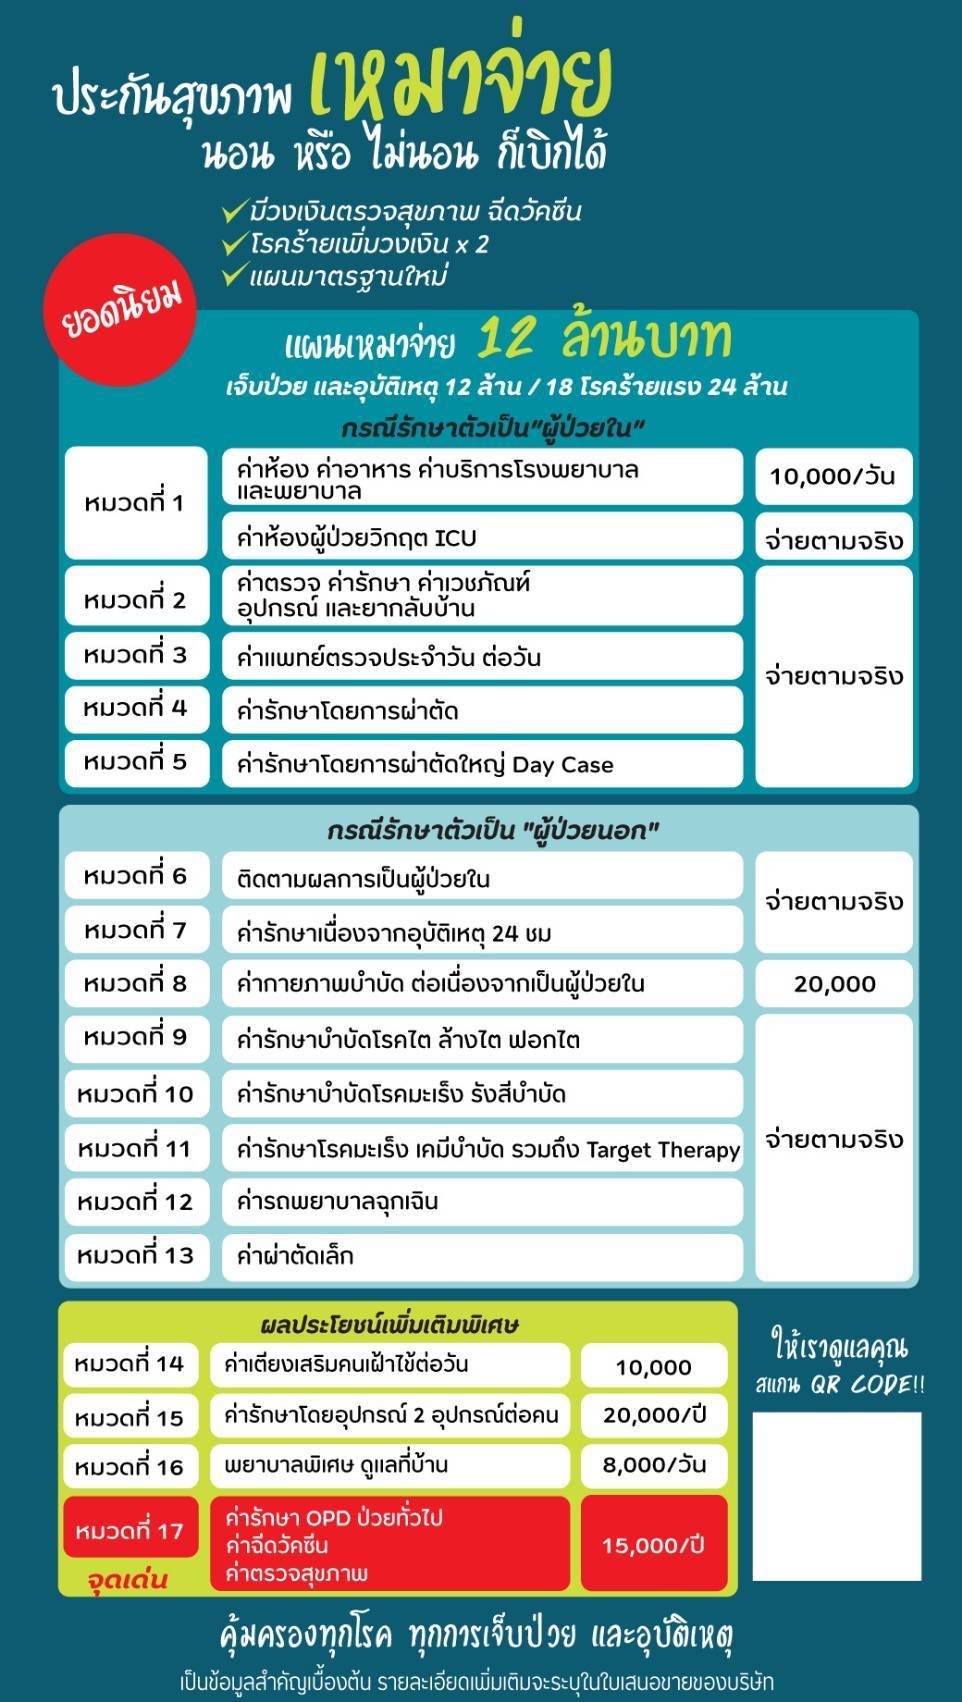 ประกันสุขภาพ เหมาจ่าย
นอน หรือ ไม่นอน ก็เบิกได้
มีวงเงินตรวจสุขภาพ ฉีดวัคซีน
โรคร้ายเพิ่มวงเงิน x 2
แผนมาตรฐานใหม่
ยอดนิยม
แผนเหมาจ่าย 12 ล้านบาท
เจ็บป่วย และอุบัติเหตุ 12 ล้าน / 18 โรคร้ายแรง 24 ล้าน
กรณีรักษาตัวเป็น"ผู้ป่วยใน"
หมวดที่ 1
ค่าห้อง ค่าอาหาร ค่าบริการโรงพยาบาล
และพยาบาล
10,000/วัน
ค่าห้องผู้ป่วยวิกฤต ICU
จ่ายตามจริง
หมวดที่ 2
ค่าตรวจ ค่ารักษา ค่าเวชภัณฑ์
อุปกรณ์ และยากลับบ้าน
หมวดที่ 3
ค่าแพทย์ตรวจประจำวัน ต่อวัน
จ่ายตามจริง
หมวดที่ 4
ค่ารักษาโดยการผ่าตัด
หมวดที่ 5
ค่ารักษาโดยการผ่าตัดใหญ่ Day Case
กรณีรักษาตัวเป็น "ผู้ป่วยนอก"
หมวดที่ 6
ติดตามผลการเป็นผู้ป่วยใน
จ่ายตามจริง
หมวดที่ 7
ค่ารักษาเนื่องจากอุบัติเหตุ 24 ชม
หมวดที่ 8
ค่ากายภาพบำบัด ต่อเนื่องจากเป็นผู้ป่วยใน
20,000
หมวดที่ 9
ค่ารักษาบำบัดโรคไต ล้างไต ฟอกไต
หมวดที่ 10
ค่ารักษาบำบัดโรคมะเร็ง รังสีบำบัด
หมวดที่ 11
ค่ารักษาโรคมะเร็ง เคมีบำบัด รวมถึง Target Therapy
จ่ายตามจริง
หมวดที่ 12
ค่ารถพยาบาลฉุกเฉิน
หมวดที่ 13
ค่าผ่าตัดเล็ก
ผลประโยชน์เพิ่มเติมพิเศษ
หมวดที่ 14
ค่าเตียงเสริมคนเฝ้าไข้ต่อวัน
10,000
หมวดที่ 15
ค่ารักษาโดยอุปกรณ์ 2 อุปกรณ์ต่อคน
20,000/ปี
หมวดที่ 16
พยาบาลพิเศษ ดูแลที่บ้าน
8,000/วัน
หมวดที่ 17
จุดเด่น
ค่ารักษา OPD ป่วยทั่วไป
ค่าฉีดวัคซีน
ค่าตรวจสุขภาพ
15,000/ปี
ให้เราดูแลคุณ
สแกน QR CODE!!
คุ้มครองทุกโรค ทุกการเจ็บป่วย และอุบัติเหตุ
เป็นข้อมูลสำคัญเบื้องต้น รายละเอียดเพิ่มเติมจะระบุในใบเสนอขายของบริษัท